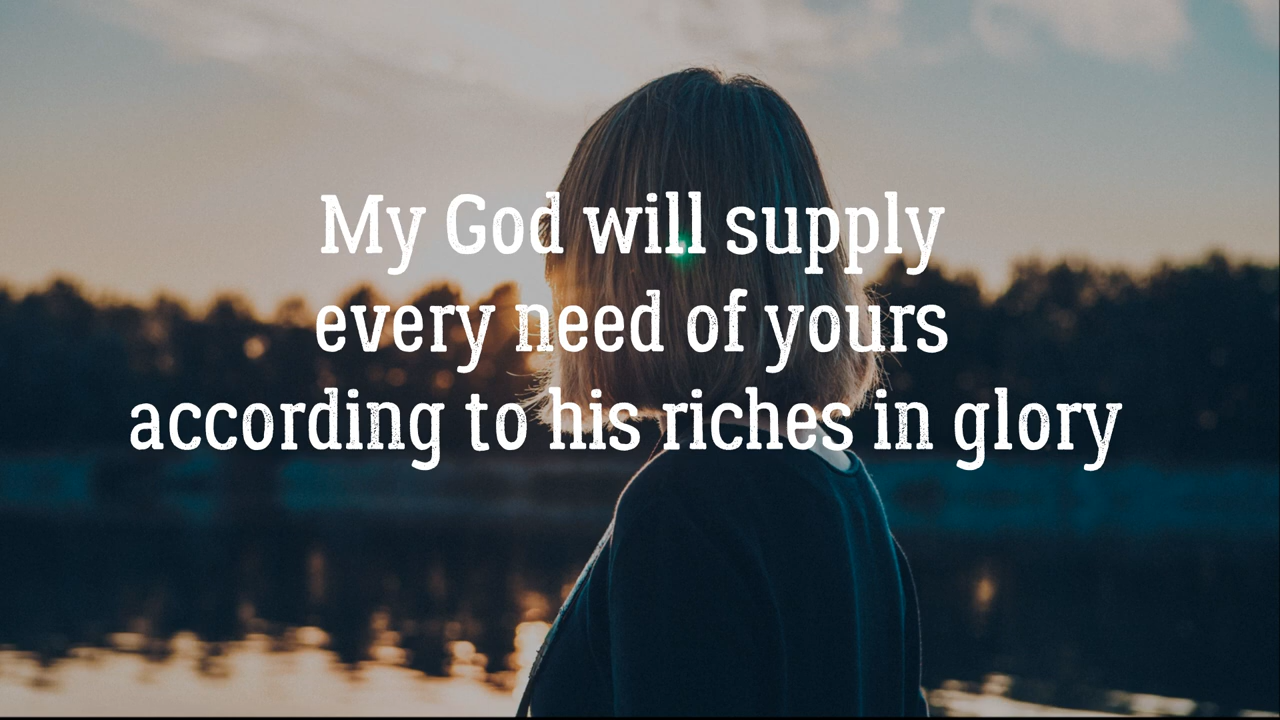 My God will supply
every need of yours
according to his riches in glory